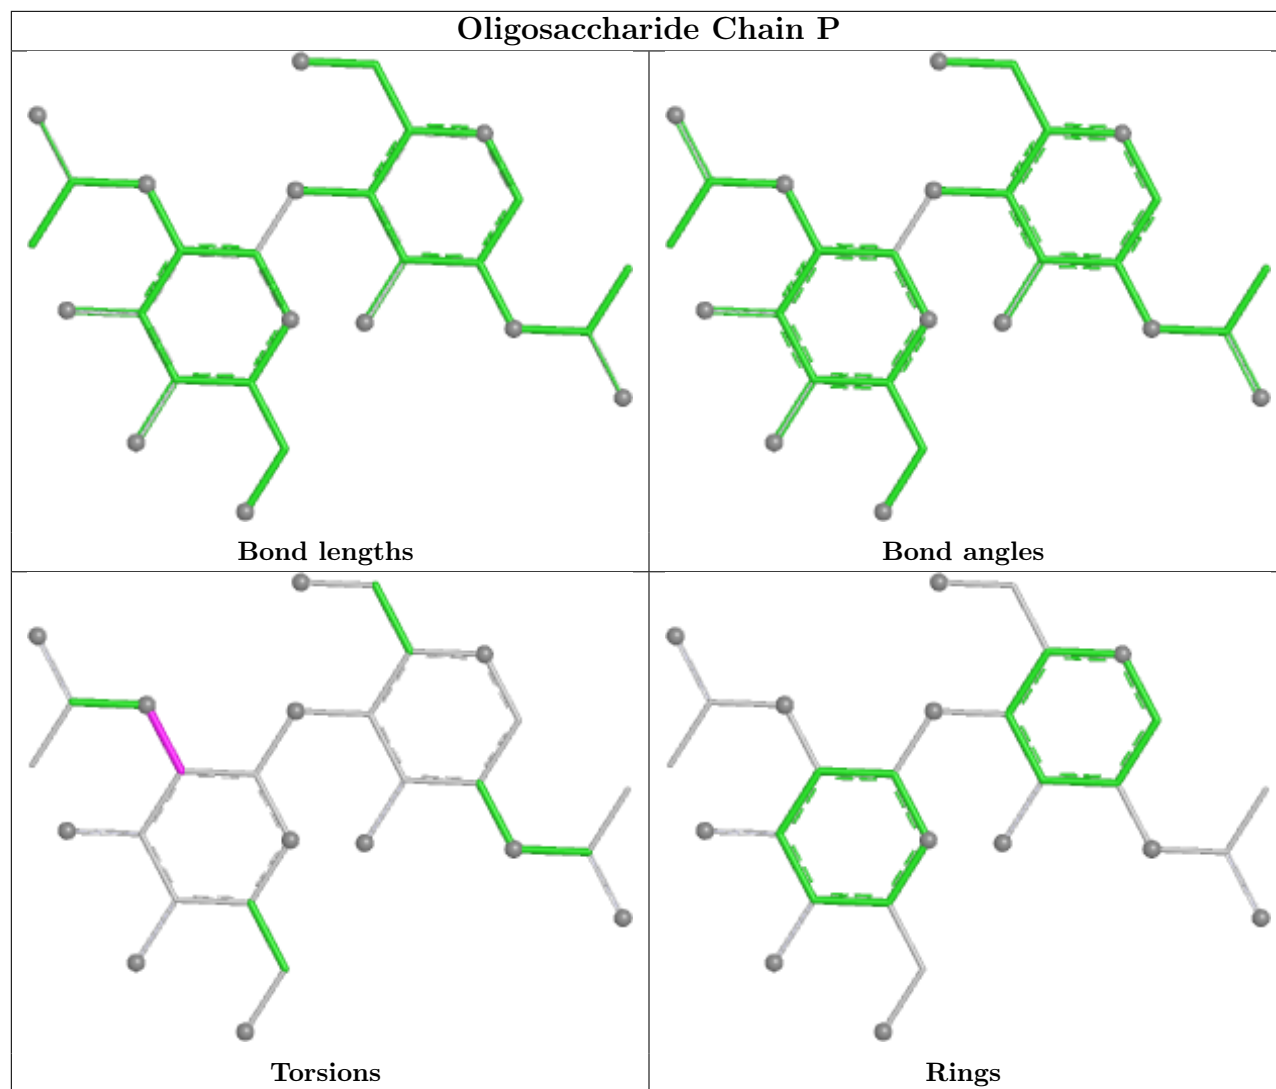 Oligosaccharide Chain P
Bond lengths
Bond angles
Torsions
Rings